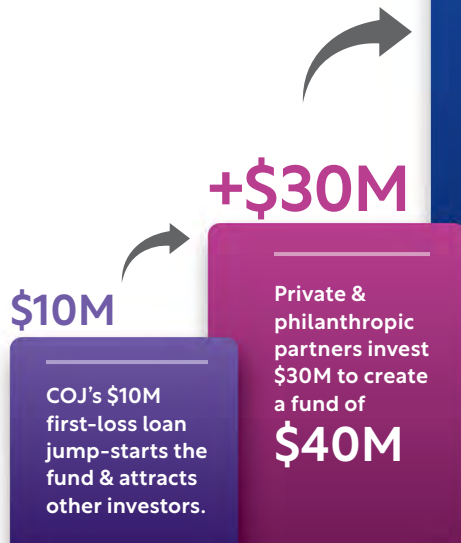 $10M
COJ's $10M
first-loss loan
jump-starts the
fund & attracts
other investors.
+$30M
Private &
philanthropic
partners invest
$30M to create
a fund of
$40M